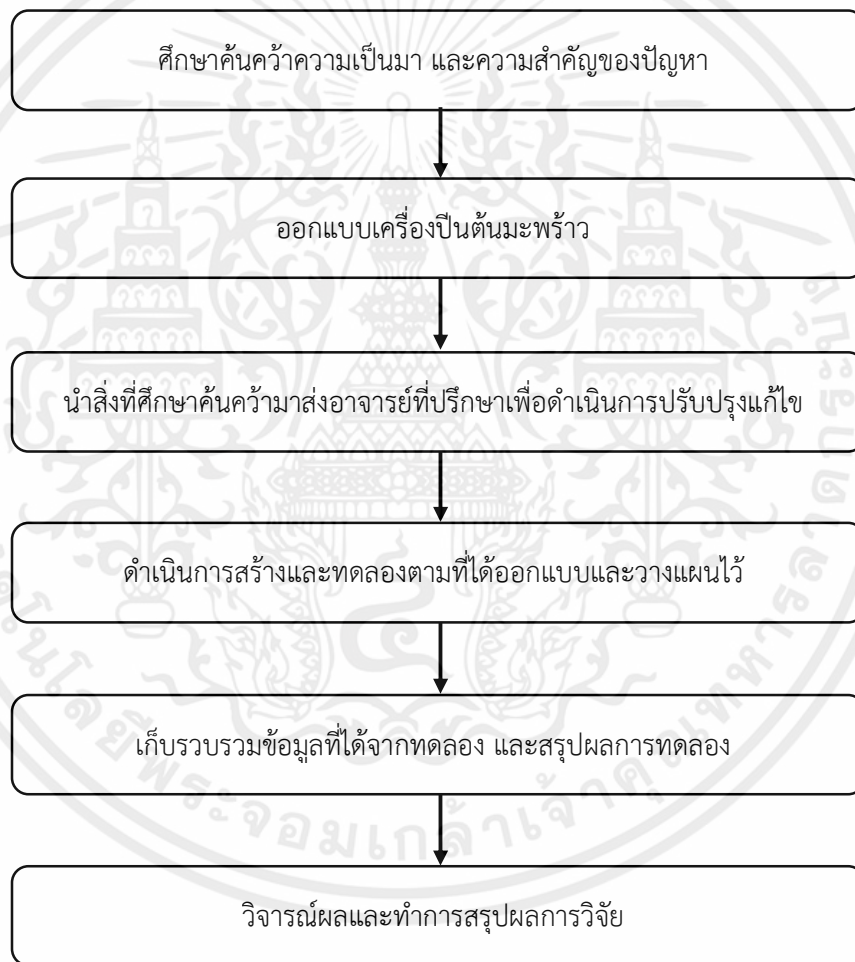 ศึกษาค้นคว้าความเป็นมา และความสำคัญของปัญหา
ออกแบบเครื่องปีนต้นมะพร้าว
นำสิ่งที่ศึกษาค้นคว้ามาส่งอาจารย์ที่ปรึกษาเพื่อดำเนินการปรับปรุงแก้ไข
ดำเนินการสร้างและทดลองตามที่ได้ออกแบบและวางแผนไว้
เก็บรวบรวมข้อมูลที่ได้จากทดลอง และสรุปผลการทดลอง
วิจารณ์ผลและทำการสรุปผลการวิจัย